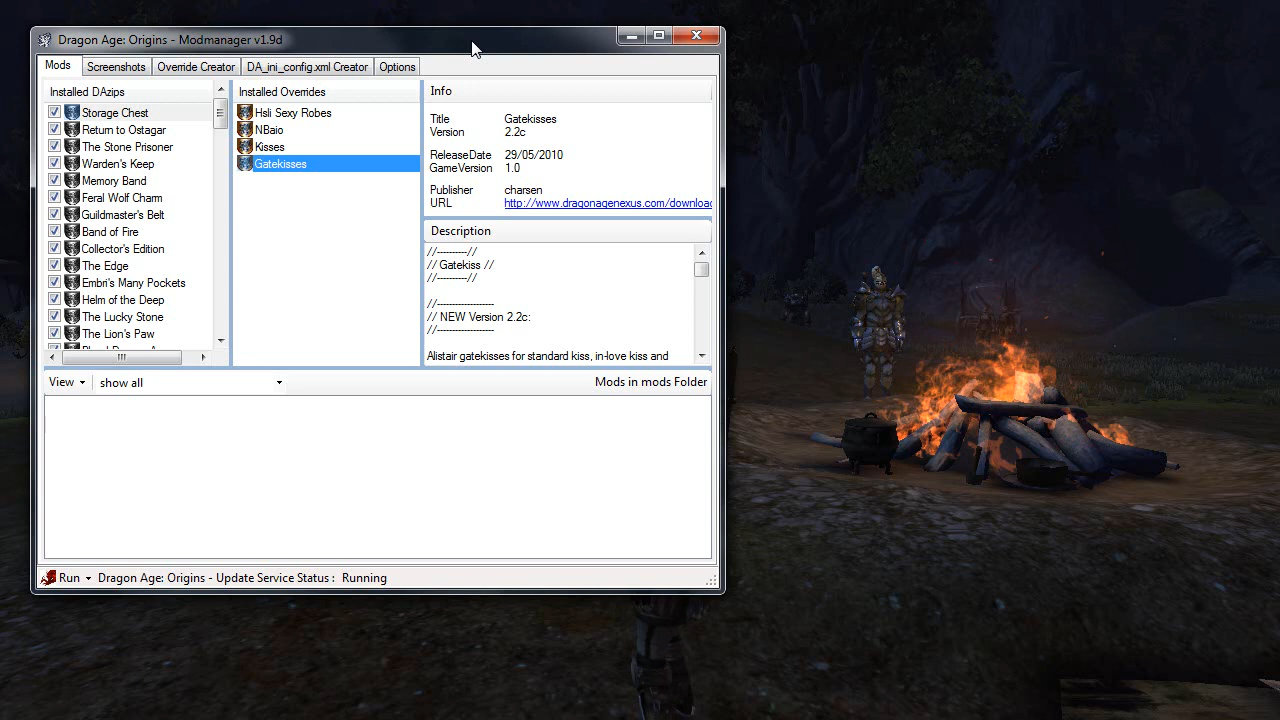 Dragon Age: Origins - Modmanager v1.9d
Mods
Screenshots
Override Creator
DA_ini_config.xml Creator
Options
Installed DAzips
Storage Chest
Return to Ostagar
The Stone Prisoner
Warden's Keep
Memory Band
Feral Wolf Charm
Guildmaster's Belt
Band of Fire
Collector's Edition
The Edge
Embri's Many Pockets
Helm of the Deep
The Lucky Stone
The Lion's Paw
Installed Overrides
Hsli Sexy Robes
NBaio
Kisses
Gatekisses
Info
Title Gatekisses
Version 2.2c
ReleaseDate 29/05/2010
GameVersion 1.0
Publisher charsen
URL http://www.dragonagenexus.com/downloac
Description
//----------//
// Gatekiss //
//----------//
//-------------------
// NEW Version 2.2c:
//-------------------
Alistair gatekisses for standard kiss, in-love kiss and
View
show all
Mods in mods Folder
Run
Dragon Age: Origins - Update Service Status : Running